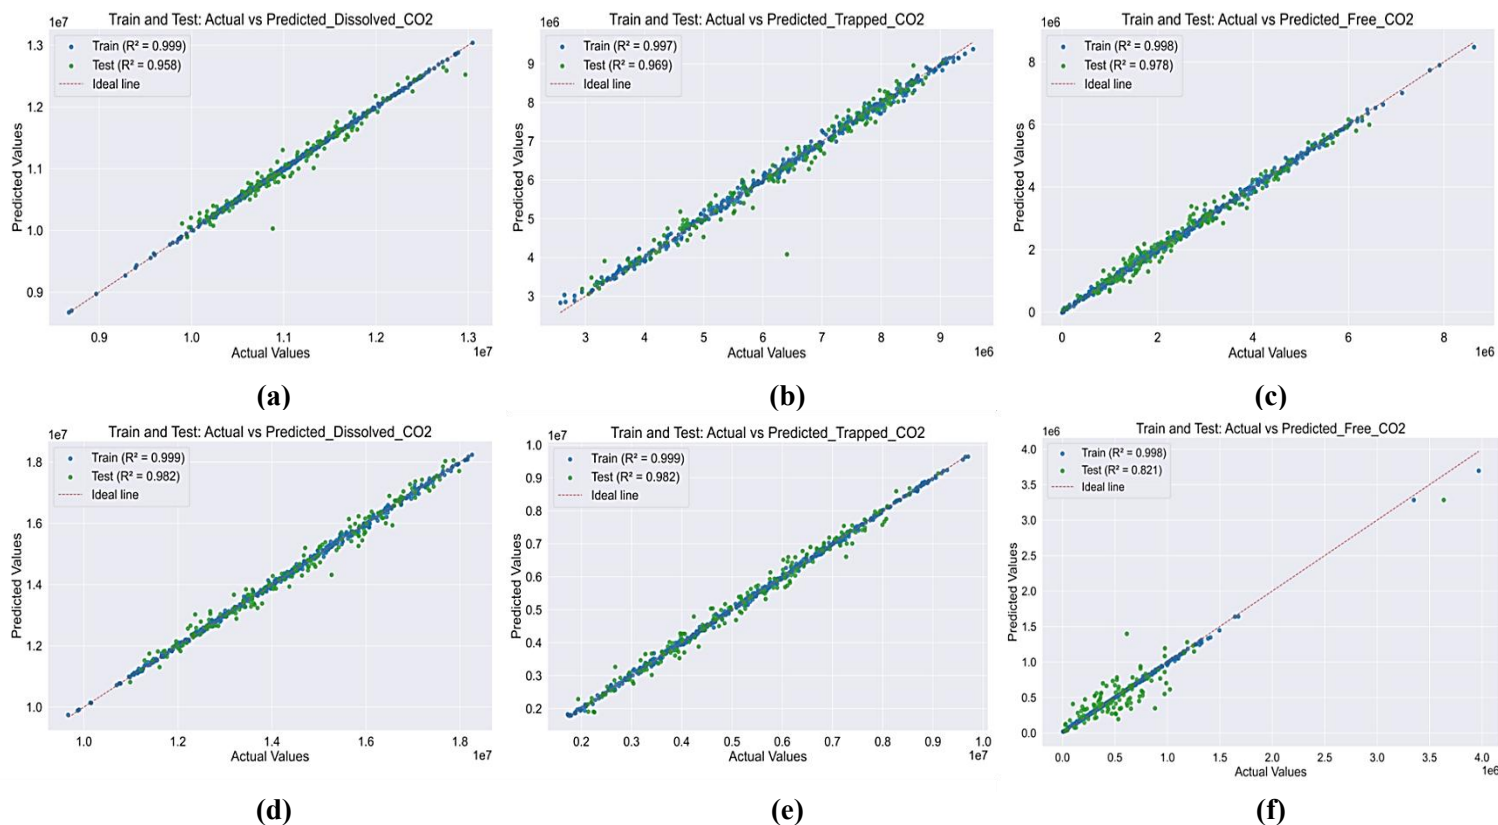 Train and Test: Actual vs Predicted_Dissolved_CO2
1e7
Train (R² = 0.999)
Test (R² = 0.958)
Ideal line
1.3
1.2
1.1
1.0
0.9
Predicted Values
0.9 1.0 1.1 1.2 1.3
Actual Values
1e7
(a)
Train and Test: Actual vs Predicted_Trapped_CO2
1e6
Train (R² = 0.997)
Test (R² = 0.969)
Ideal line
9
8
7
6
5
4
3
Predicted Values
3 4 5 6 7 8 9
Actual Values
1e6
(b)
Train and Test: Actual vs Predicted_Free_CO2
1e6
Train (R² = 0.998)
Test (R² = 0.978)
Ideal line
8
6
4
2
0
Predicted Values
0 2 4 6 8
Actual Values
1e6
(c)
Train and Test: Actual vs Predicted_Dissolved_CO2
1e7
Train (R² = 0.999)
Test (R² = 0.982)
Ideal line
1.8
1.6
1.4
1.2
1.0
Predicted Values
1.0 1.2 1.4 1.6 1.8
Actual Values
1e7
(d)
Train and Test: Actual vs Predicted_Trapped_CO2
1e7
Train (R² = 0.999)
Test (R² = 0.982)
Ideal line
1.0
0.9
0.8
0.7
0.6
0.5
0.4
0.3
0.2
Predicted Values
0.2 0.3 0.4 0.5 0.6 0.7 0.8 0.9 1.0
Actual Values
1e7
(e)
Train and Test: Actual vs Predicted_Free_CO2
1e6
Train (R² = 0.998)
Test (R² = 0.821)
Ideal line
4.0
3.5
3.0
2.5
2.0
1.5
1.0
0.5
0.0
Predicted Values
0.0 0.5 1.0 1.5 2.0 2.5 3.0 3.5 4.0
Actual Values
1e6
(f)